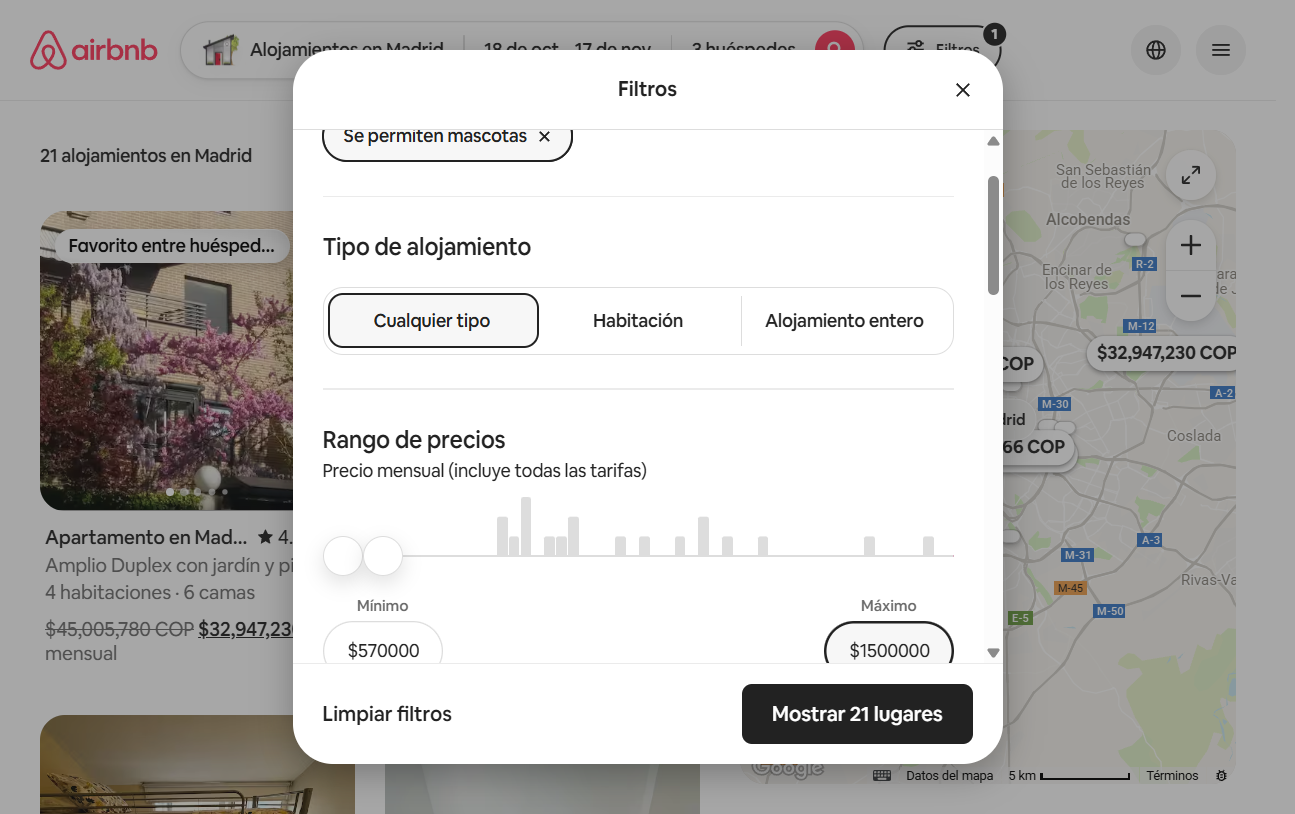 airbnb
Alojamientos en Madrid
18 de oct. - 17 de nov.
3 huéspedes
Filtros
1
Filtros
Se permiten mascotas
21 alojamientos en Madrid
Favorito entre huésped...
Tipo de alojamiento
Cualquier tipo
Habitación
Alojamiento entero
Rango de precios
Precio mensual (incluye todas las tarifas)
Mínimo
Máximo
$570000
$1500000
Limpiar filtros
Mostrar 21 lugares
Apartamento en Mad...
4.
Amplio Duplex con jardín y
4 habitaciones · 6 camas
$45,005,780 COP $32,947,23
mensual
San Sebastián
de los Reyes
Alcobendas
Encinar de
los Reyes
R-2
M-12
$32,947,230 COP
COP
A-2
M-30
66 COP
Coslada
A-3
M-31
M-45
M-50
E-5
Google
Datos del mapa
5 km
Términos